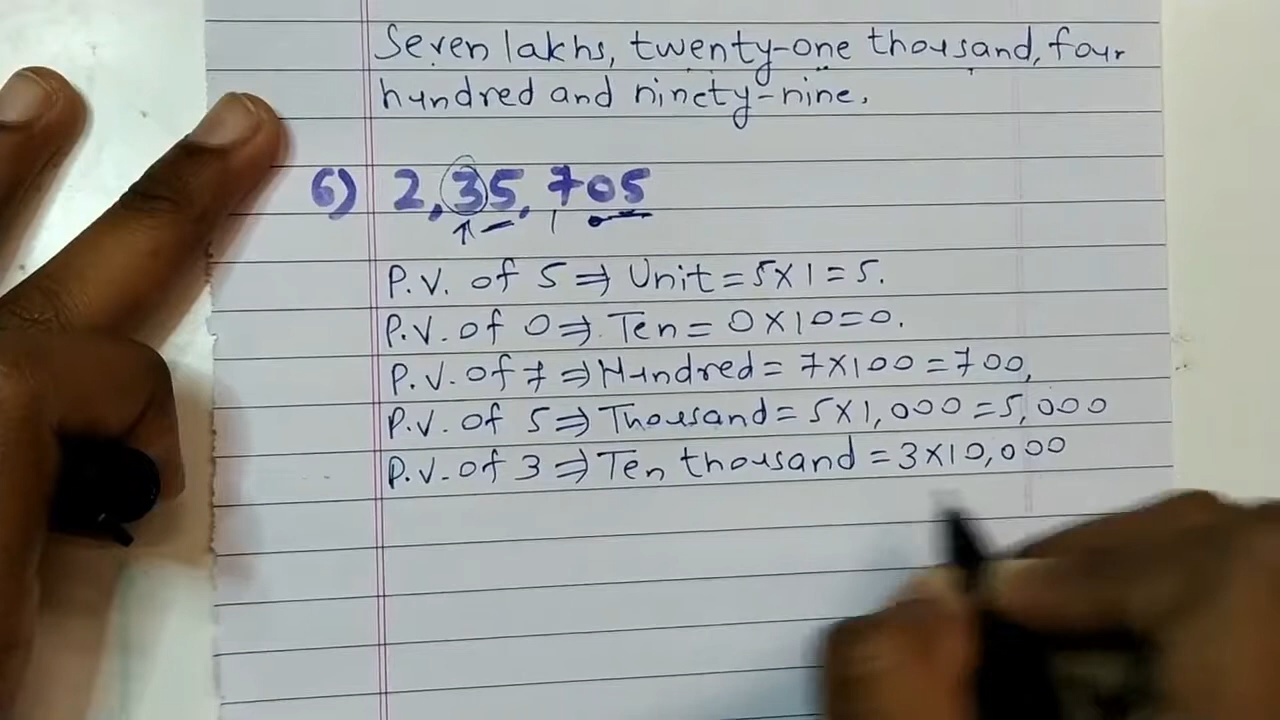 Seven lakhs, twenty-one thousand, four
hundred and ninety-nine.
6) 2,35,705
P.V. of 5 ⇒ Unit = 5×1 = 5.
P.V. of 0 ⇒ Ten = 0×10=0.
P.V. of 7 ⇒ Hundred = 7×100 = 700,
P.V. of 5 ⇒ Thousand = 5×1,000 = 5,000
P.V. of 3 ⇒ Ten thousand = 3×10,000